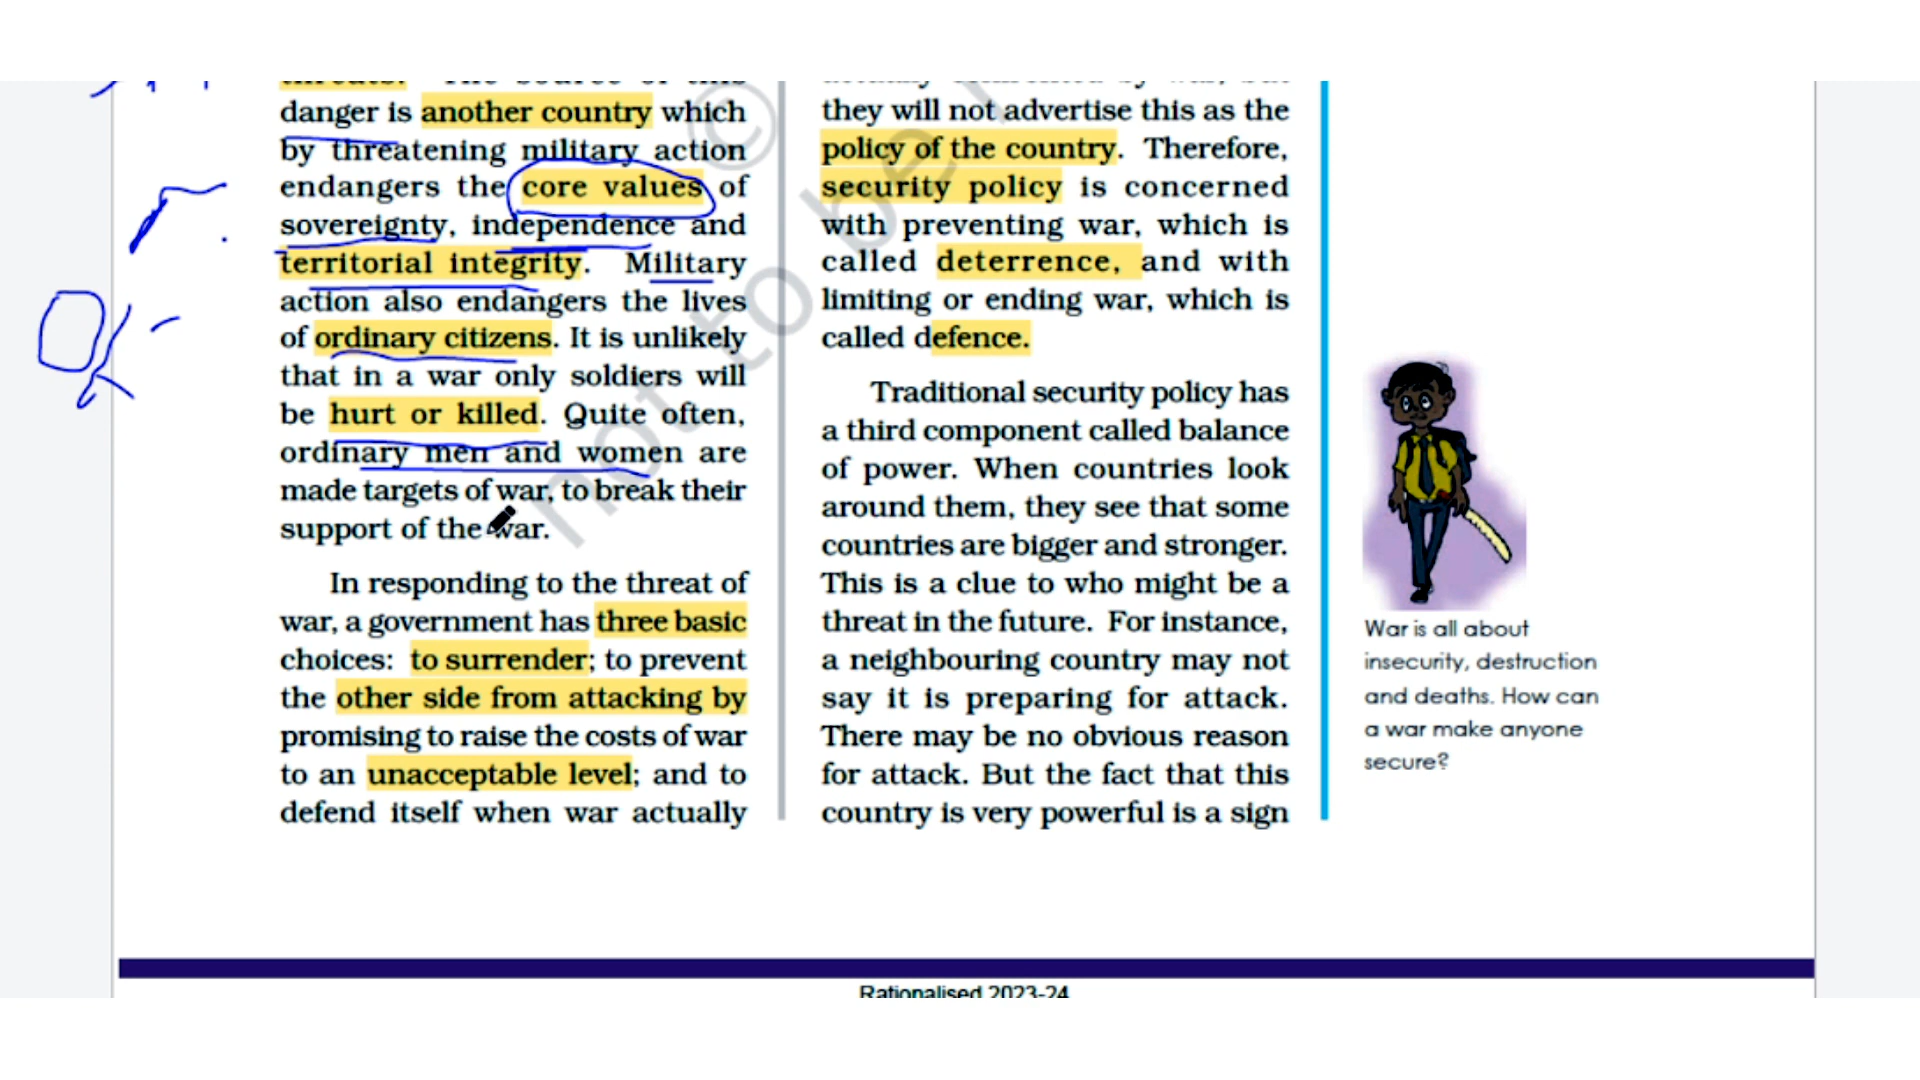 threats. The source of this
danger is another country which
by threatening military action
endangers the core values of
sovereignty, independence and
territorial integrity. Military
action also endangers the lives
of ordinary citizens. It is unlikely
that in a war only soldiers will
be hurt or killed. Quite often,
ordinary men and women are
made targets of war, to break their
support of the war.
In responding to the threat of
war, a government has three basic
choices: to surrender; to prevent
the other side from attacking by
promising to raise the costs of war
to an unacceptable level; and to
defend itself when war actually
they will not advertise this as the
policy of the country. Therefore,
security policy is concerned
with preventing war, which is
called deterrence, and with
limiting or ending war, which is
called defence.
Traditional security policy has
a third component called balance
of power. When countries look
around them, they see that some
countries are bigger and stronger.
This is a clue to who might be a
threat in the future. For instance,
a neighbouring country may not
say it is preparing for attack.
There may be no obvious reason
for attack. But the fact that this
country is very powerful is a sign
War is all about
insecurity, destruction
and deaths. How can
a war make anyone
secure?
© not to be r
Rationalised 2023-24